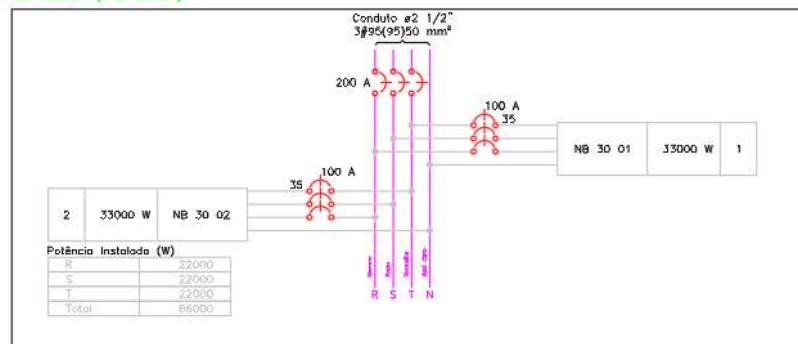 Conduto ø2 1/2"
3#95(95)50 mm²
200 A
100 A
35
NB 30 01 33000 W 1
100 A
35
2 33000 W NB 30 02
Potência Instalada (W)
R 22000
S 22000
T 22000
Total 66000
R S T N